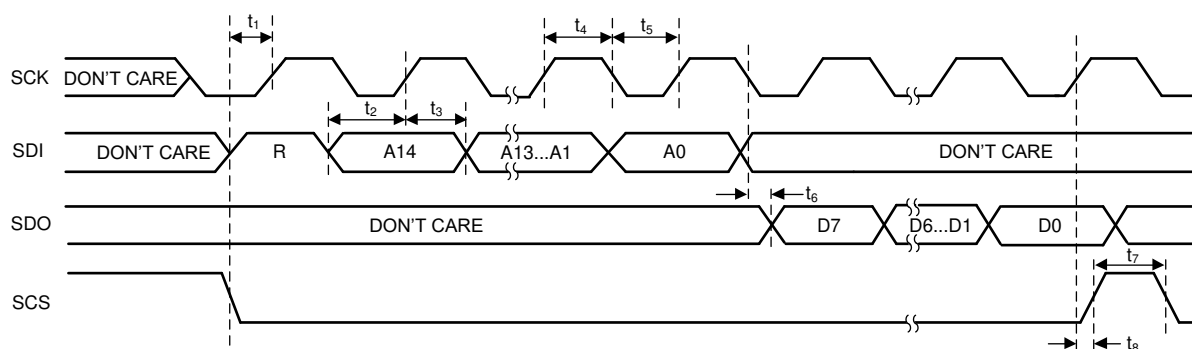 t1 t4 t5
SCK DON'T CARE
t2 t3
SDI DON'T CARE R A14 A13...A1 A0 DON'T CARE
t6
SDO DON'T CARE D7 D6...D1 D0
t7
SCS
t8